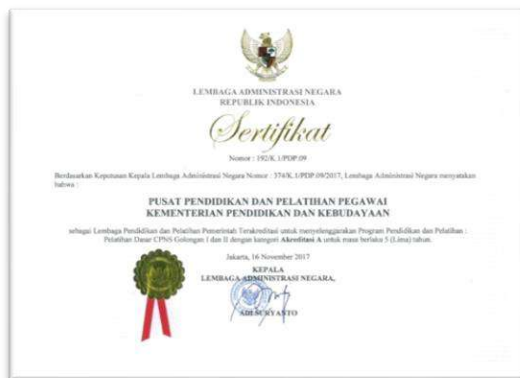 LEMBAGA ADMINISTRASI NEGARA
REPUBLIK INDONESIA
Sertifikat
Nomor : 192/K.1/PDP.09
Berdasarkan Keputusan Kepala Lembaga Administrasi Negara Nomor : 374/K.1/PDP.09/2017, Lembaga Administrasi Negara menyatakan
bahwa :
PUSAT PENDIDIKAN DAN PELATIHAN PEGAWAI
KEMENTERIAN PENDIDIKAN DAN KEBUDAYAAN
sebagai Lembaga Pendidikan dan Pelatihan Pemerintah Terakreditasi untuk menyelenggarakan Program Pendidikan dan Pelatihan :
Pelatihan Dasar CPNS Golongan I dan II dengan kategori Akreditasi A untuk masa berlaku 5 (Lima) tahun.
Jakarta, 16 November 2017
KEPALA
LEMBAGA ADMINISTRASI NEGARA,
ADI SURYANTO